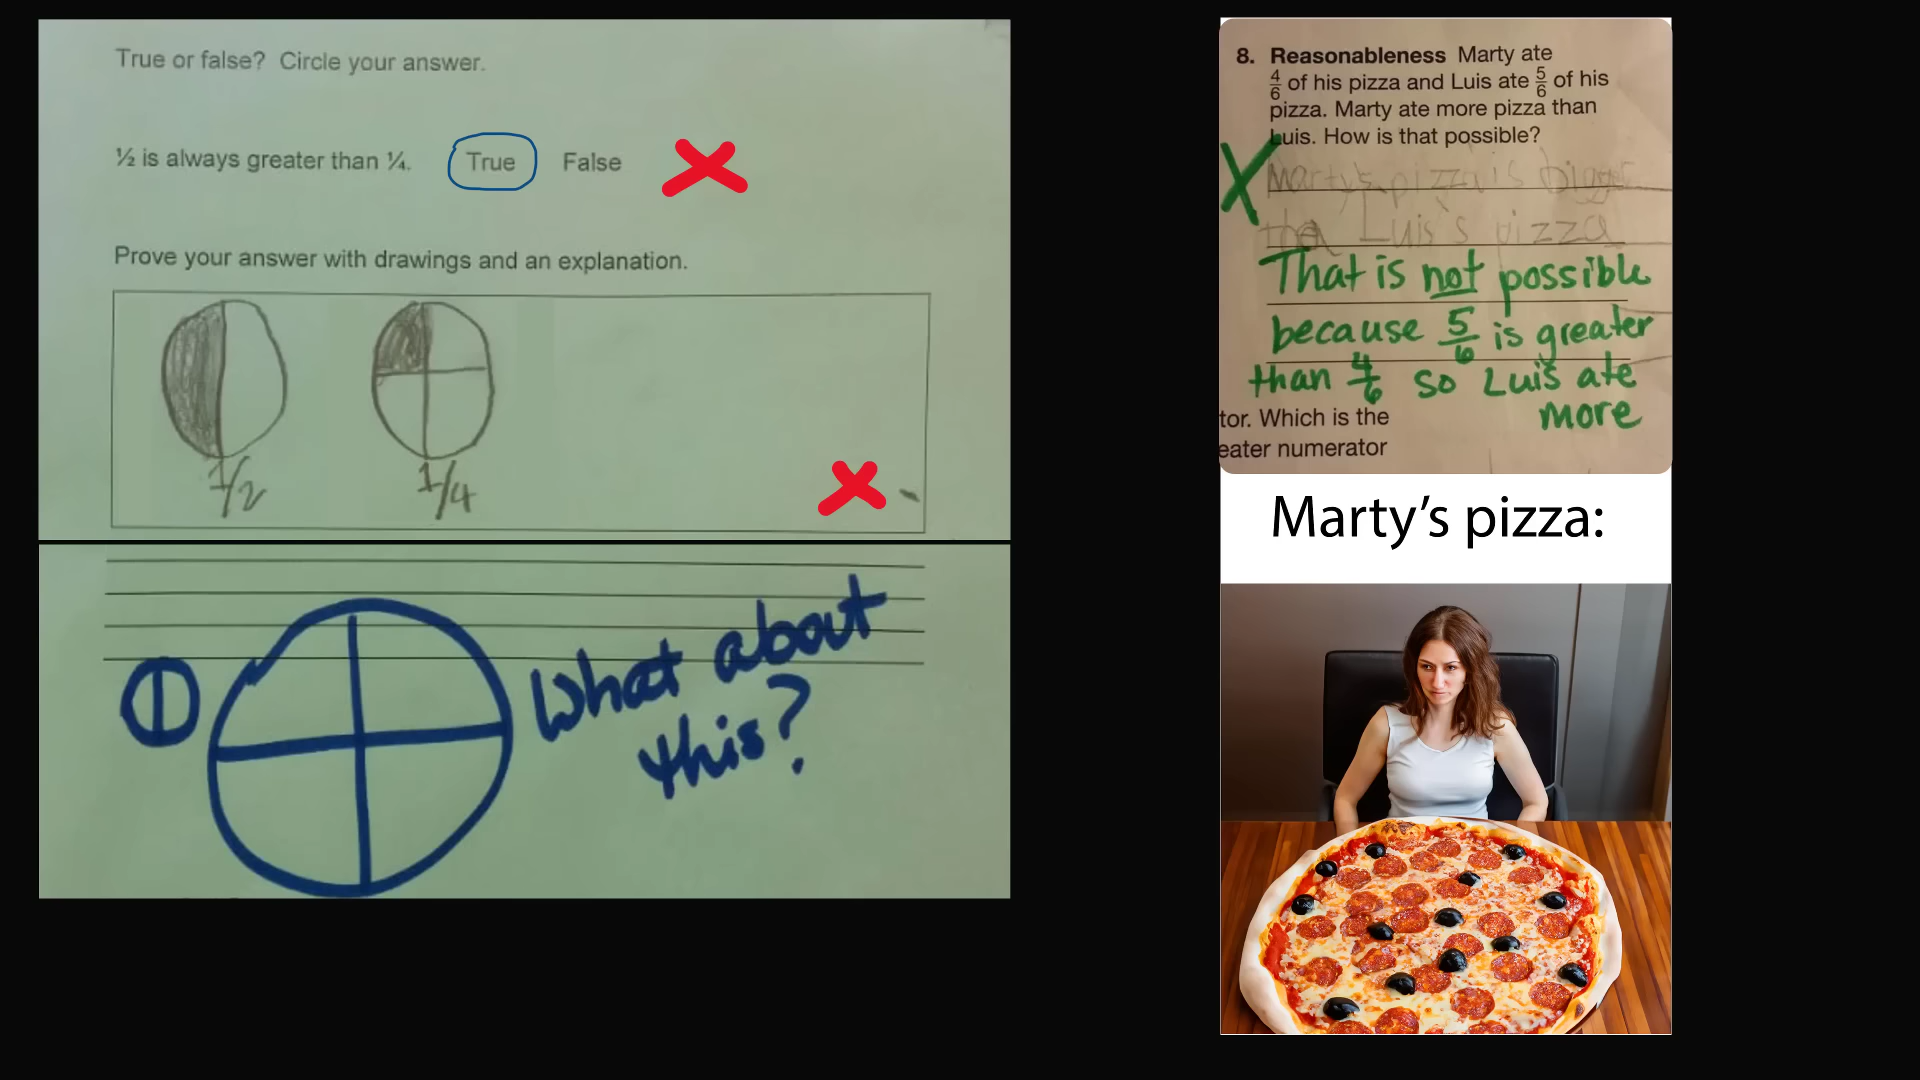 True or false? Circle your answer.
½ is always greater than ¼. True False
Prove your answer with drawings and an explanation.
1/2 1/4
What about
this?
8. Reasonableness Marty ate
4/6 of his pizza and Luis ate 5/6 of his
pizza. Marty ate more pizza than
Luis. How is that possible?
X
Marty's pizza is bigger
than Luis's pizza
That is not possible
because 5/6 is greater
than 4/6 so Luis ate
more
tor. Which is the
eater numerator
Marty's pizza: